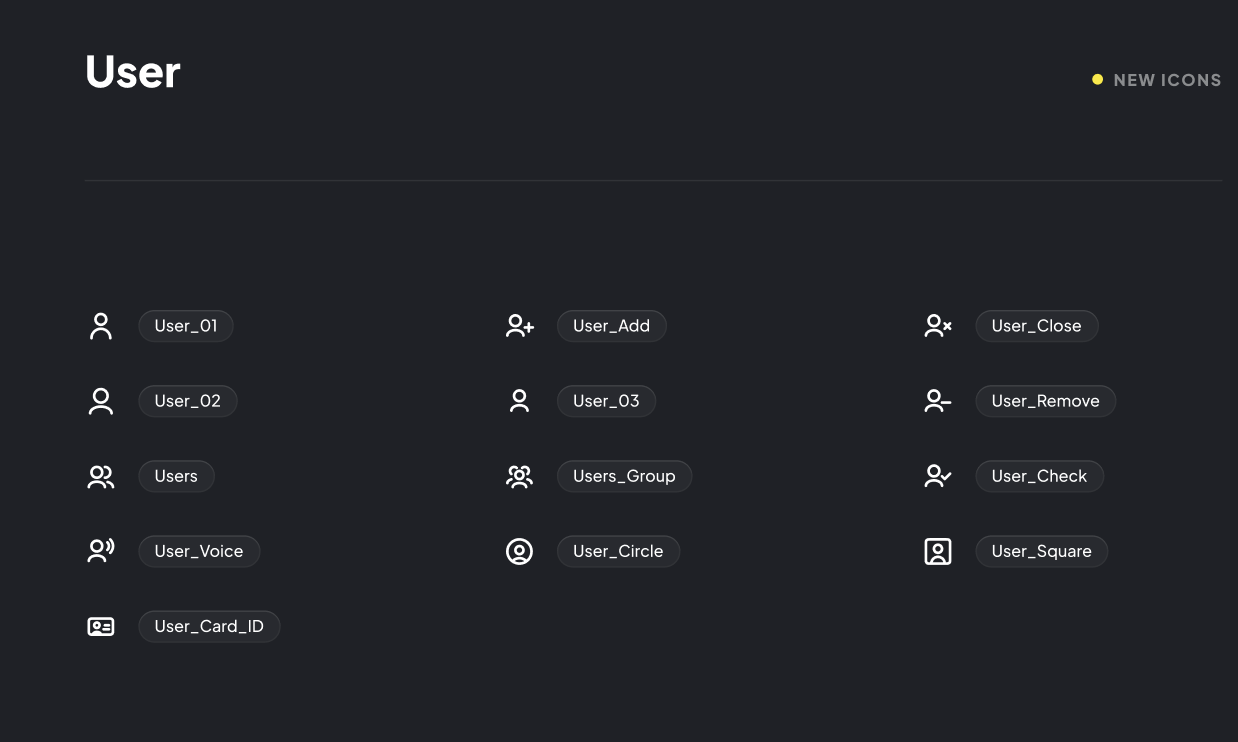 User
NEW ICONS
User_01
User_Add
User_Close
User_02
User_03
User_Remove
Users
Users_Group
User_Check
User_Voice
User_Circle
User_Square
User_Card_ID